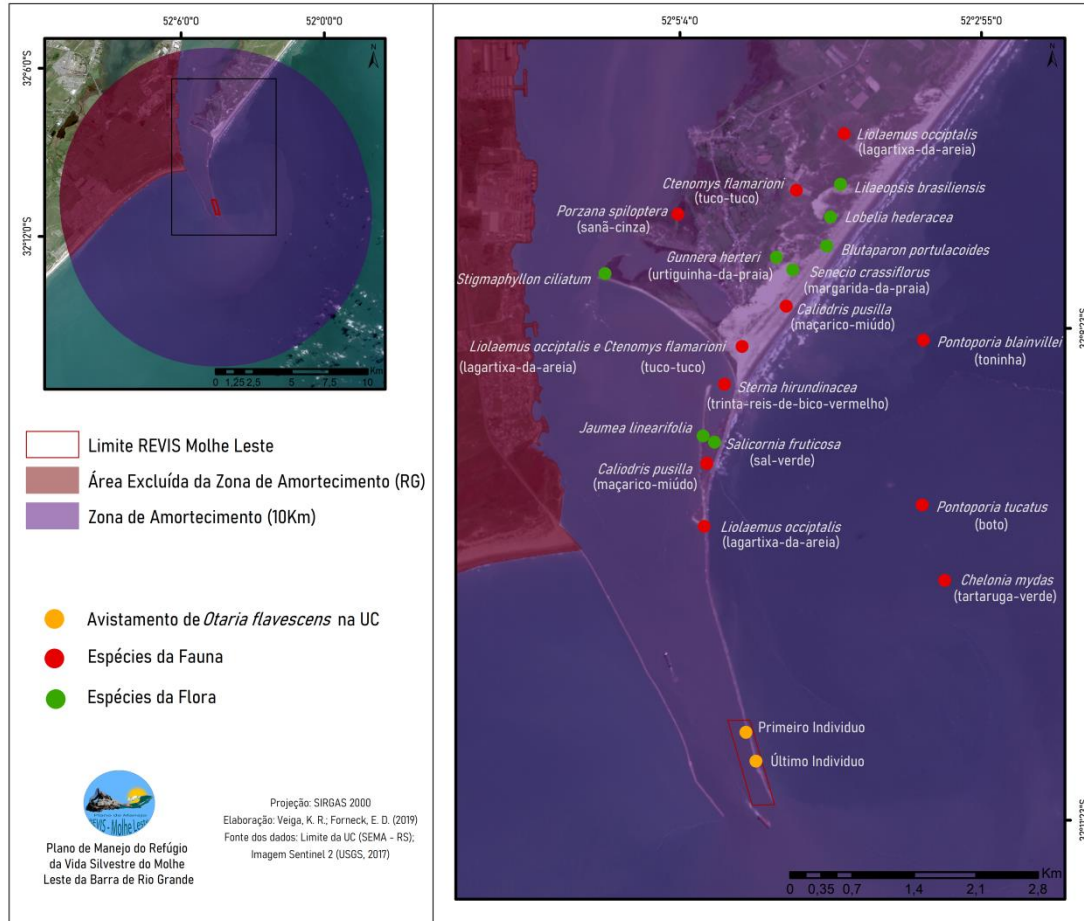 52°6'0"O
52°0'0"O
32°6'0"S
32°12'0"S
N
Km
0 1,25 2,5 5 7,5 10
Limite REVIS Molhe Leste
Área Excluída da Zona de Amortecimento (RG)
Zona de Amortecimento (10Km)
Avistamento de Otaria flavescens na UC
Espécies da Fauna
Espécies da Flora
Plano de Manejo
REVIS - Molhe Leste
Plano de Manejo do Refúgio
da Vida Silvestre do Molhe
Leste da Barra de Rio Grande
Projeção: SIRGAS 2000
Elaboração: Veiga, K. R.; Forneck, E. D. (2019)
Fonte dos dados: Limite da UC (SEMA - RS);
Imagem Sentinel 2 (USGS, 2017)
52°5'4"O
52°2'55"O
N
Liolaemus occiptalis
(lagartixa-da-areia)
Ctenomys flamarioni
(tuco-tuco)
Lilaeopsis brasiliensis
Porzana spiloptera
(sanã-cinza)
Lobelia hederacea
Blutaparon portulacoides
Gunnera herteri
(urtiguinha-da-praia)
Senecio crassiflorus
(margarida-da-praia)
Stigmaphyllon ciliatum
Caliodris pusilla
(maçarico-miúdo)
Pontoporia blainvillei
(toninha)
Liolaemus occiptalis e Ctenomys flamarioni
(lagartixa-da-areia) (tuco-tuco)
Sterna hirundinacea
(trinta-reis-de-bico-vermelho)
Jaumea linearifolia
Salicornia fruticosa
(sal-verde)
Caliodris pusilla
(maçarico-miúdo)
Liolaemus occiptalis
(lagartixa-da-areia)
Pontoporia tucatus
(boto)
Chelonia mydas
(tartaruga-verde)
Primeiro Individuo
Último Individuo
32°11'23"S
Km
0 0,35 0,7 1,4 2,1 2,8